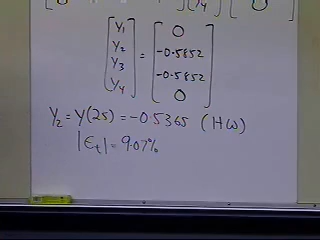 y₁ 0
y₂ -0.5852
y₃ = -0.5852
y₄ 0
y₂ = y(25) = -0.5365 (HW)
|εₜ| = 9.07%